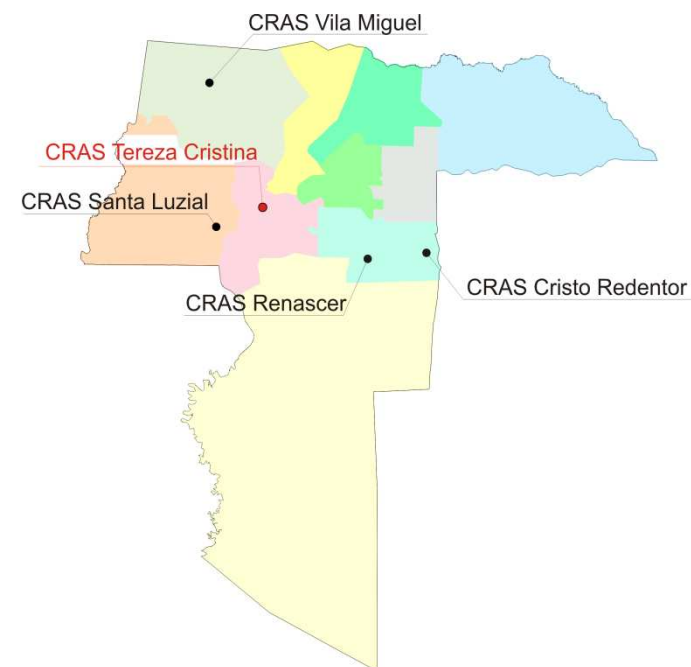 CRAS Vila Miguel
CRAS Tereza Cristina
CRAS Santa Luzial
CRAS Renascer
CRAS Cristo Redentor